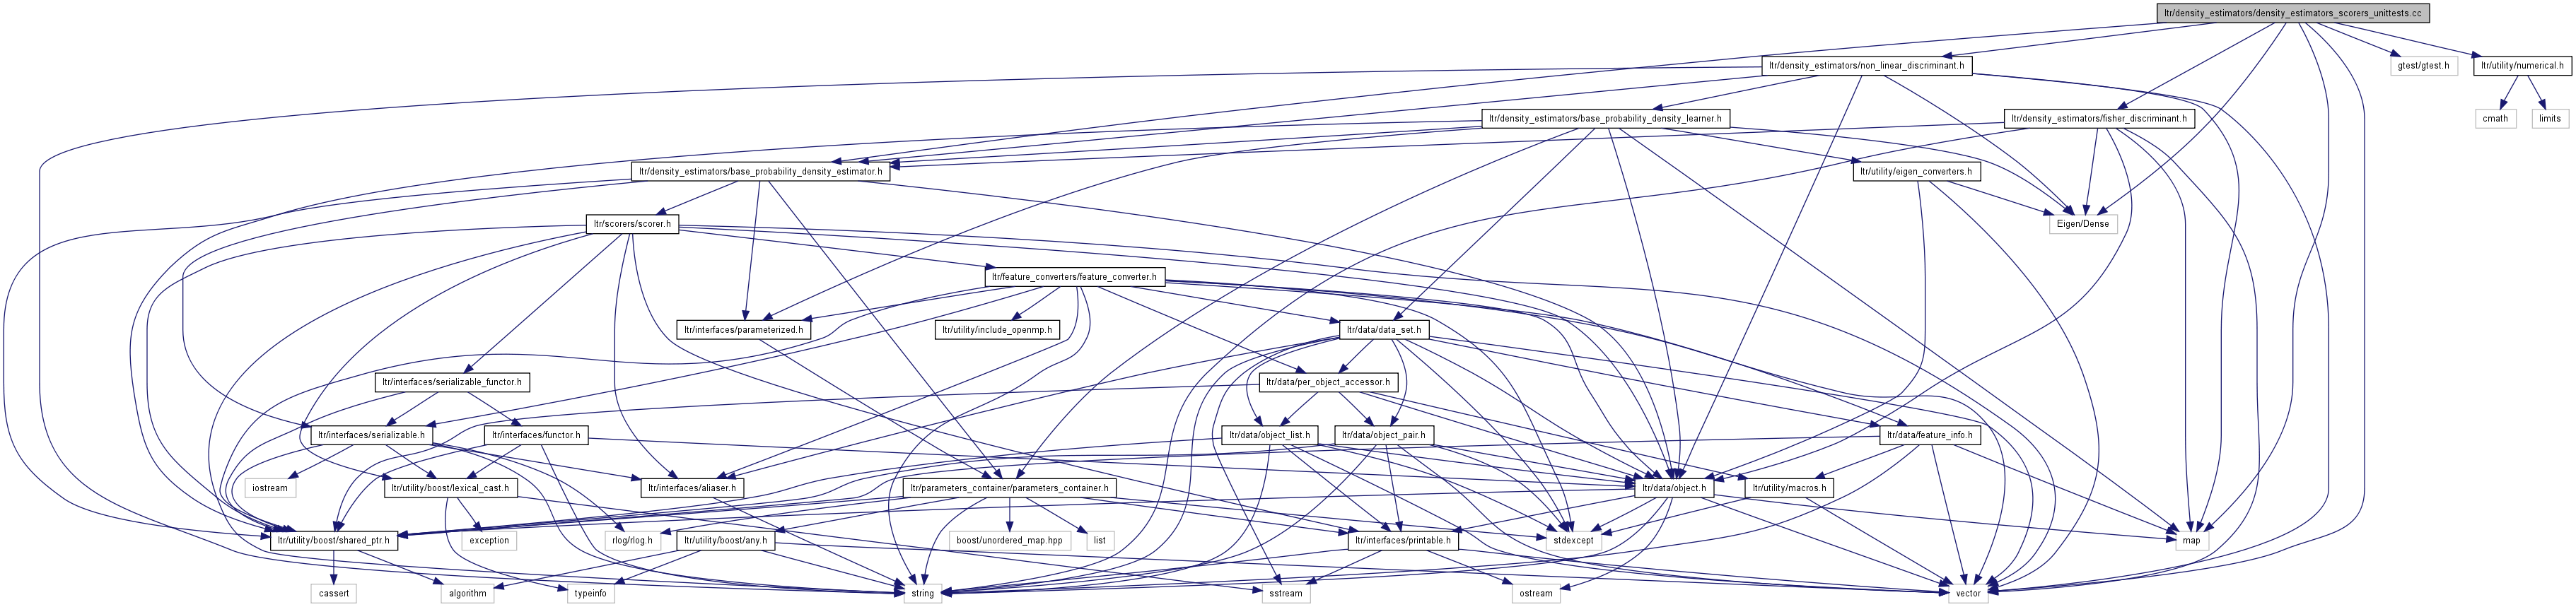 ltr/density_estimators/density_estimators_scorers_unittests.cc
ltr/density_estimators/non_linear_discriminant.h
gtest/gtest.h
ltr/utility/numerical.h
ltr/density_estimators/base_probability_density_learner.h
ltr/density_estimators/fisher_discriminant.h
cmath
limits
ltr/density_estimators/base_probability_density_estimator.h
ltr/utility/eigen_converters.h
ltr/scorers/scorer.h
Eigen/Dense
ltr/feature_converters/feature_converter.h
ltr/interfaces/parameterized.h
ltr/utility/include_openmp.h
ltr/data/data_set.h
ltr/interfaces/serializable_functor.h
ltr/data/per_object_accessor.h
ltr/interfaces/serializable.h
ltr/interfaces/functor.h
ltr/data/object_list.h
ltr/data/object_pair.h
ltr/data/feature_info.h
iostream
ltr/utility/boost/lexical_cast.h
ltr/interfaces/aliaser.h
ltr/parameters_container/parameters_container.h
ltr/data/object.h
ltr/utility/macros.h
ltr/utility/boost/shared_ptr.h
exception
rlog/rlog.h
ltr/utility/boost/any.h
boost/unordered_map.hpp
list
ltr/interfaces/printable.h
stdexcept
map
cassert
algorithm
typeinfo
string
sstream
ostream
vector